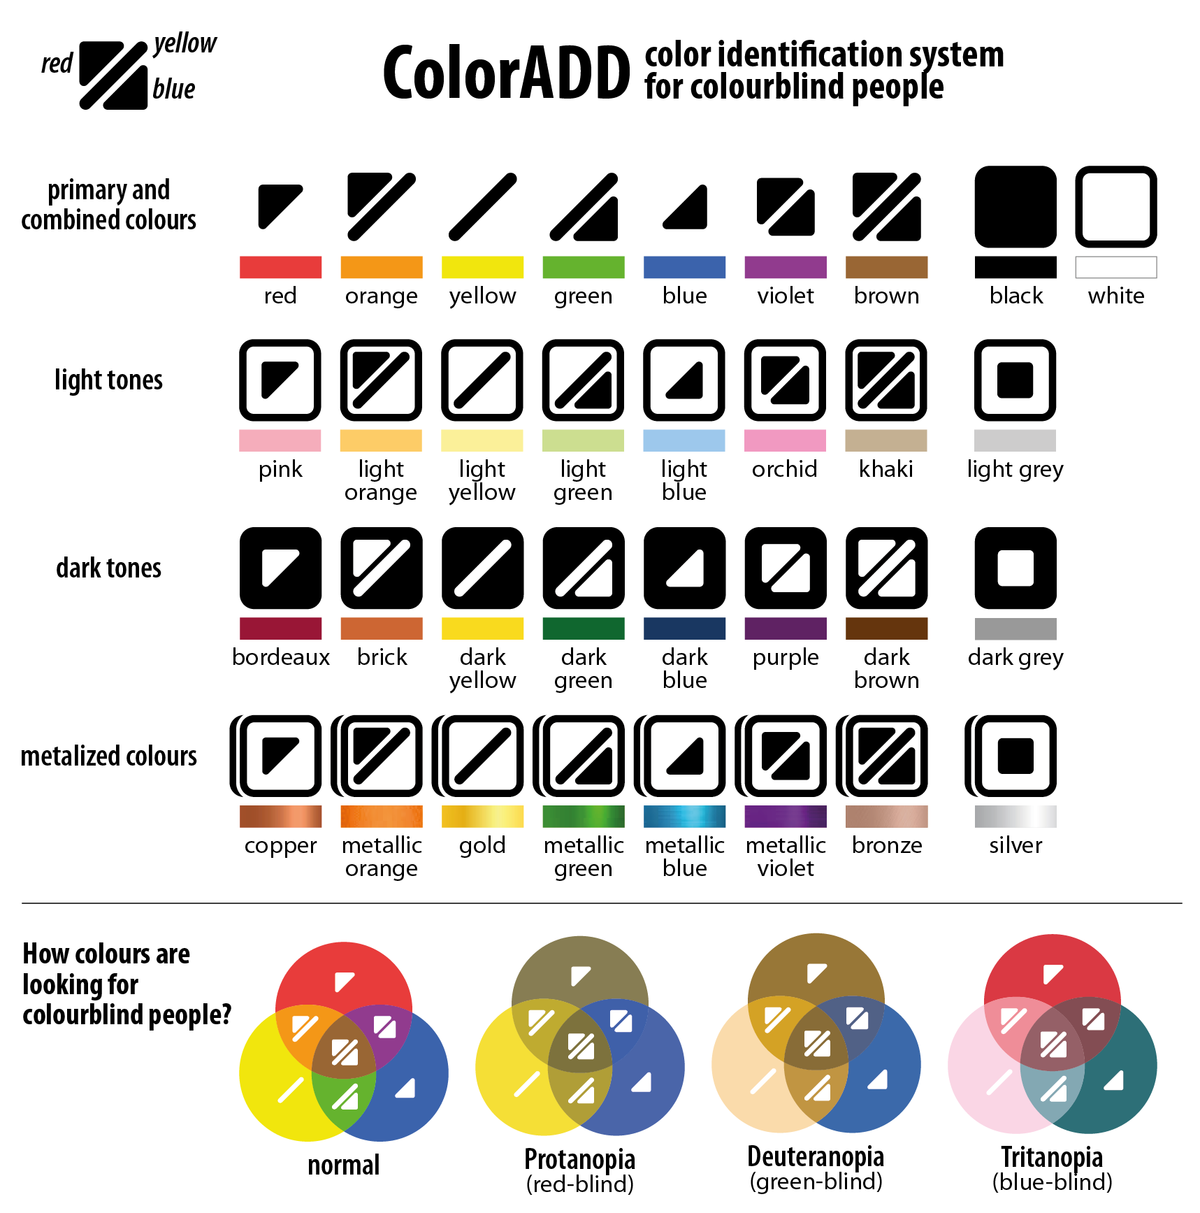 red
yellow
blue
ColorADD
color identification system
for colourblind people
primary and
combined colours
red
orange
yellow
green
blue
violet
brown
black
white
light tones
pink
light
orange
light
yellow
light
green
light
blue
orchid
khaki
light grey
dark tones
bordeaux
brick
dark
yellow
dark
green
dark
blue
purple
dark
brown
dark grey
metalized colours
copper
metallic
orange
gold
metallic
green
metallic
blue
metallic
violet
bronze
silver
How colours are
looking for
colourblind people?
normal
Protanopia
(red-blind)
Deuteranopia
(green-blind)
Tritanopia
(blue-blind)